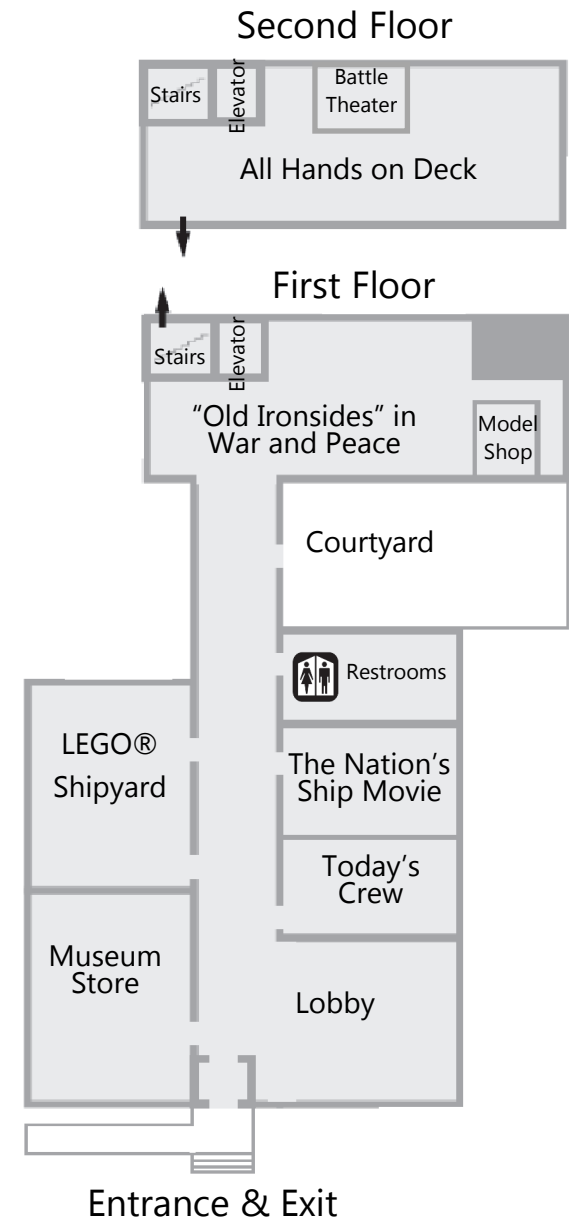 Second Floor
Stairs
Elevator
Battle
Theater
All Hands on Deck
First Floor
Stairs
Elevator
“Old Ironsides” in
War and Peace
Model
Shop
Courtyard
Restrooms
LEGO®
Shipyard
The Nation’s
Ship Movie
Today’s
Crew
Museum
Store
Lobby
Entrance & Exit